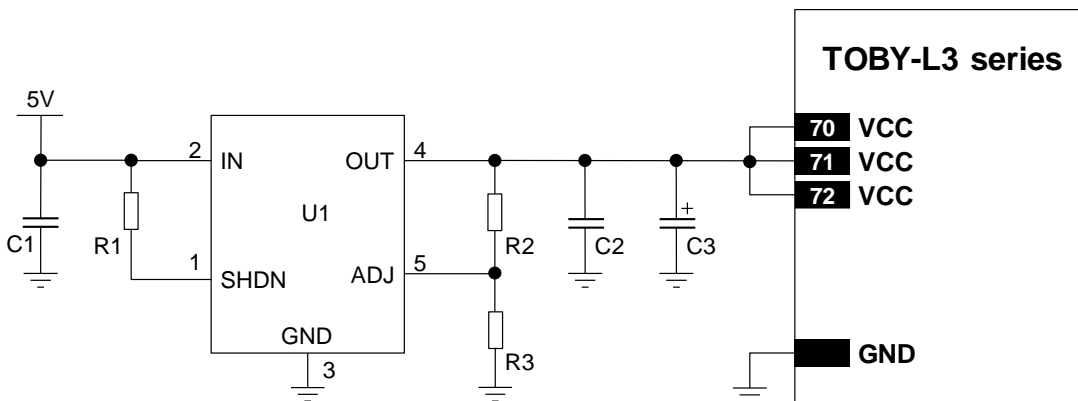 TOBY-L3 series
5V
70 VCC
2 IN
OUT 4
71 VCC
72 VCC
U1
+
C1
R1
R2
C2
C3
1
SHDN
ADJ
5
GND
3
R3
GND